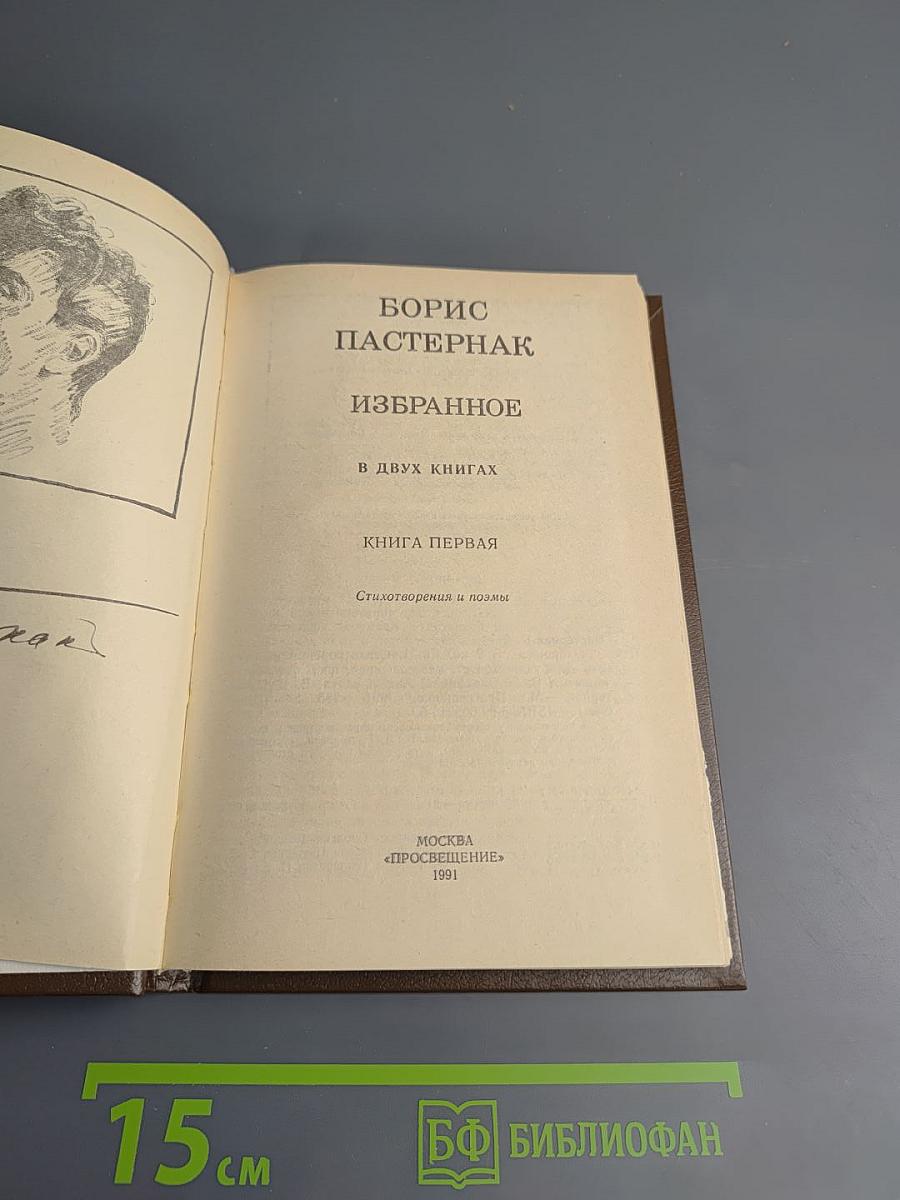 БОРИС
ПАСТЕРНАК
ИЗБРАННОЕ
В ДВУХ КНИГАХ
КНИГА ПЕРВАЯ
Стихотворения и поэмы
МОСКВА
«ПРОСВЕЩЕНИЕ»
1991
15 см
БФ БИБЛИОФАН